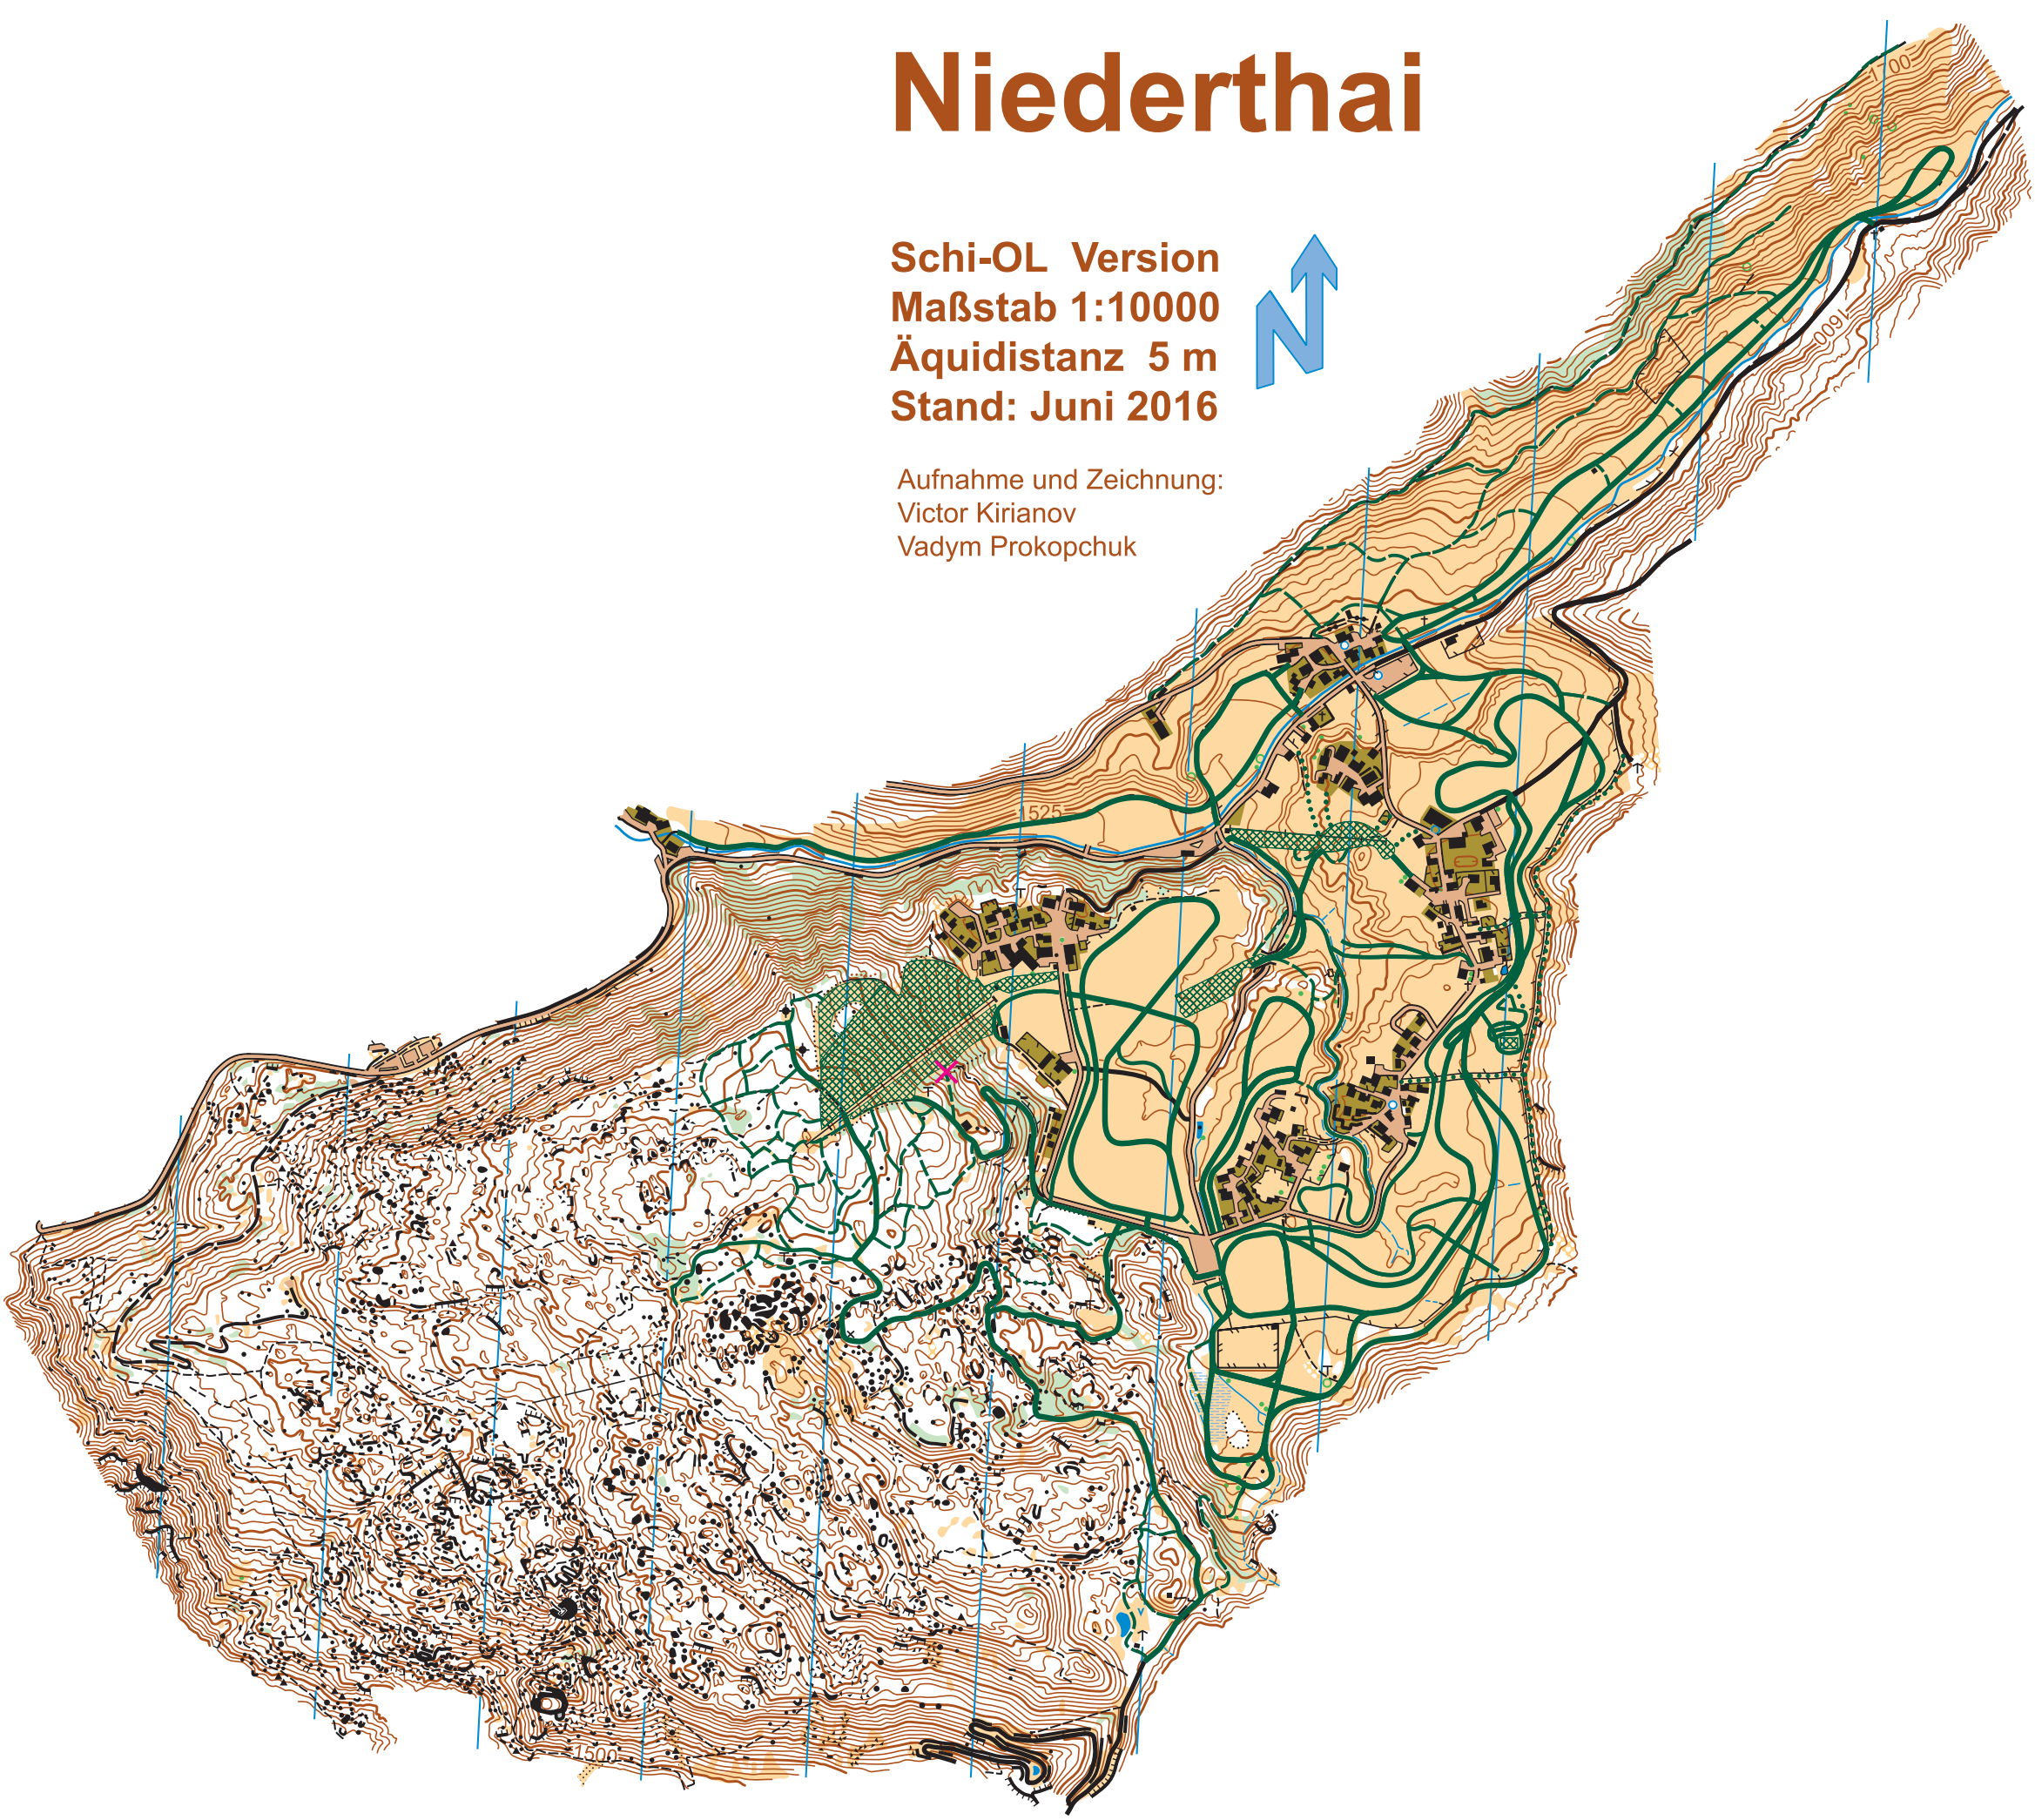 Niederthai
Schi-OL Version
Maßstab 1:10000
Äquidistanz 5 m
Stand: Juni 2016
Aufnahme und Zeichnung:
Victor Kirianov
Vadym Prokopchuk
1600
1525
1500